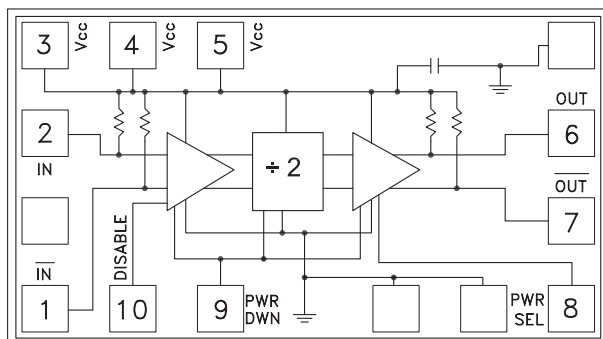 3 Vcc 4 Vcc 5 Vcc
OUT
2 6
IN
÷ 2
OUT
7
IN
DISABLE
1 10 9 PWR DWN PWR SEL 8